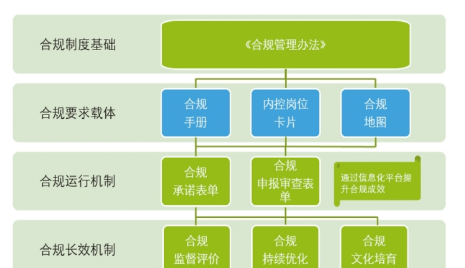 合规制度基础
《合规管理办法》
合规要求载体
合规
手册
内控岗位
卡片
合规
地图
合规运行机制
合规
承诺表单
合规
申报审查表
单
通过信息化平台提
升合规成效
合规长效机制
合规
监督评价
合规
持续优化
合规
文化培育